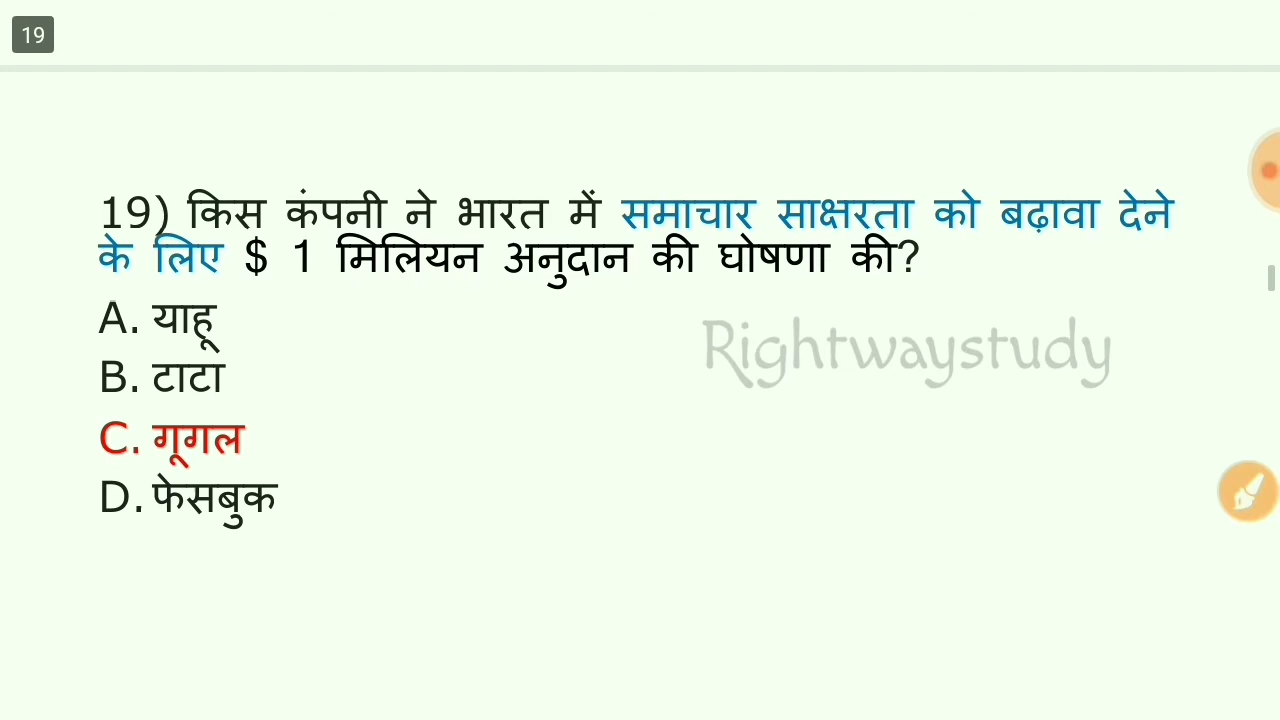 19
19) किस कंपनी ने भारत में समाचार साक्षरता को बढ़ावा देने
के लिए $ 1 मिलियन अनुदान की घोषणा की?
A. याहू
Rightwaystudy
B. टाटा
C. गूगल
D. फेसबुक